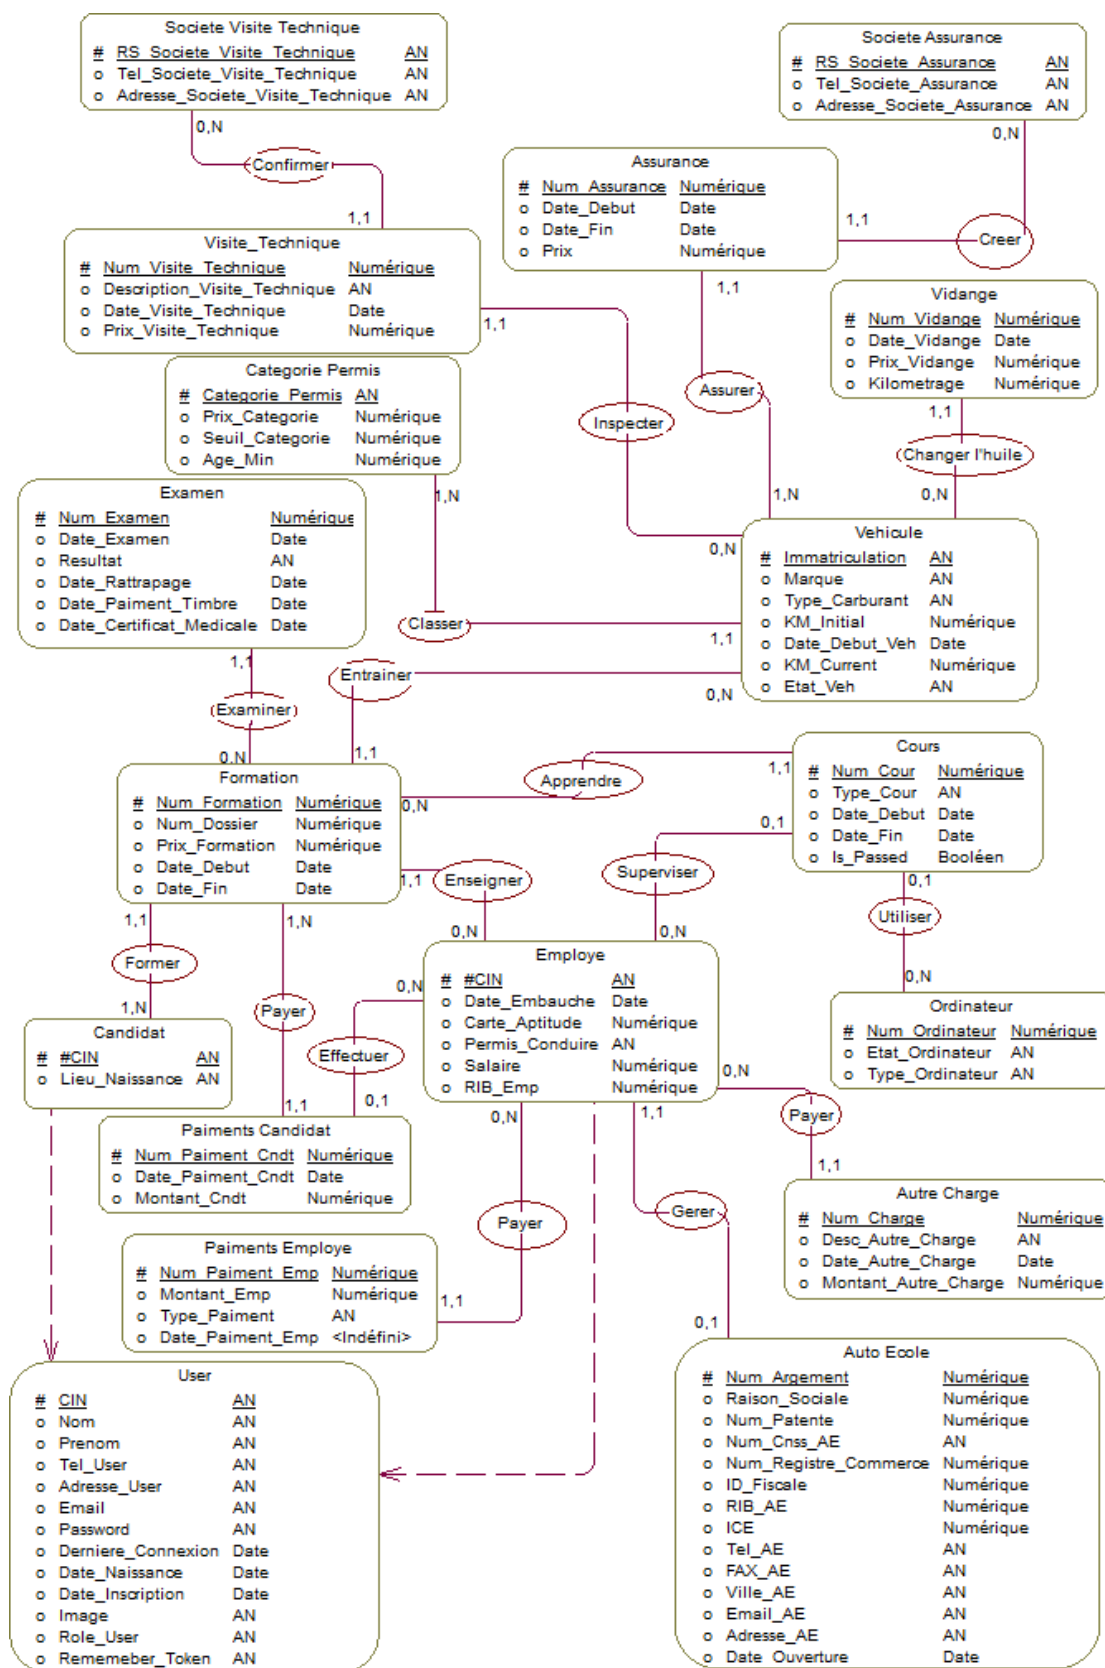 Societe Visite Technique
# RS_Societe_Visite_Technique AN
o Tel_Societe_Visite_Technique AN
o Adresse_Societe_Visite_Technique AN
Societe Assurance
# RS_Societe_Assurance AN
o Tel_Societe_Assurance AN
o Adresse_Societe_Assurance AN
0,N
Confirmer
1,1
0,N
Creer
1,1
Assurance
# Num_Assurance Numérique
o Date_Debut Date
o Date_Fin Date
o Prix Numérique
1,1
Assurer
1,N
Visite_Technique
# Num_Visite_Technique Numérique
o Description_Visite_Technique AN
o Date_Visite_Technique Date
o Prix_Visite_Technique Numérique
1,1
Inspecter
0,N
Vidange
# Num_Vidange Numérique
o Date_Vidange Date
o Prix_Vidange Numérique
o Kilometrage Numérique
1,1
Changer l'huile
0,N
Categorie Permis
# Categorie_Permis AN
o Prix_Categorie Numérique
o Seuil_Categorie Numérique
o Age_Min Numérique
1,N
Classer
1,1
Examen
# Num_Examen Numérique
o Date_Examen Date
o Resultat AN
o Date_Rattrapage Date
o Date_Paiment_Timbre Date
o Date_Certificat_Medicale Date
1,1
Examiner
0,N
Vehicule
# Immatriculation AN
o Marque AN
o Type_Carburant AN
o KM_Initial Numérique
o Date_Debut_Veh Date
o KM_Current Numérique
o Etat_Veh AN
0,N
Entrainer
1,1
Formation
# Num_Formation Numérique
o Num_Dossier Numérique
o Prix_Formation Numérique
o Date_Debut Date
o Date_Fin Date
0,N
Apprendre
1,1
Cours
# Num_Cour Numérique
o Type_Cour AN
o Date_Debut Date
o Date_Fin Date
o Is_Passed Booléen
0,1
Superviser
0,N
1,1
Enseigner
0,N
0,1
Utiliser
0,N
1,1
Former
1,N
1,N
Payer
1,1
Employe
# #CIN AN
o Date_Embauche Date
o Carte_Aptitude Numérique
o Permis_Conduire AN
o Salaire Numérique
o RIB_Emp Numérique
Ordinateur
# Num_Ordinateur Numérique
o Etat_Ordinateur AN
o Type_Ordinateur AN
Candidat
# #CIN AN
o Lieu_Naissance AN
0,N
Effectuer
0,1
0,N
Payer
1,1
Paiments Candidat
# Num_Paiment_Cndt Numérique
o Date_Paiment_Cndt Date
o Montant_Cndt Numérique
0,N
Payer
1,1
1,1
Gerer
0,1
Autre Charge
# Num_Charge Numérique
o Desc_Autre_Charge AN
o Date_Autre_Charge Date
o Montant_Autre_Charge Numérique
Paiments Employe
# Num_Paiment_Emp Numérique
o Montant_Emp Numérique
o Type_Paiment AN
o Date_Paiment_Emp <Indéfini>
User
# CIN AN
o Nom AN
o Prenom AN
o Tel_User AN
o Adresse_User AN
o Email AN
o Password AN
o Derniere_Connexion Date
o Date_Naissance Date
o Date_Inscription Date
o Image AN
o Role_User AN
o Rememeber_Token AN
Auto Ecole
# Num_Argement Numérique
o Raison_Sociale Numérique
o Num_Patente Numérique
o Num_Cnss_AE AN
o Num_Registre_Commerce Numérique
o ID_Fiscale Numérique
o RIB_AE Numérique
o ICE Numérique
o Tel_AE AN
o FAX_AE AN
o Ville_AE AN
o Email_AE AN
o Adresse_AE AN
o Date_Ouverture Date